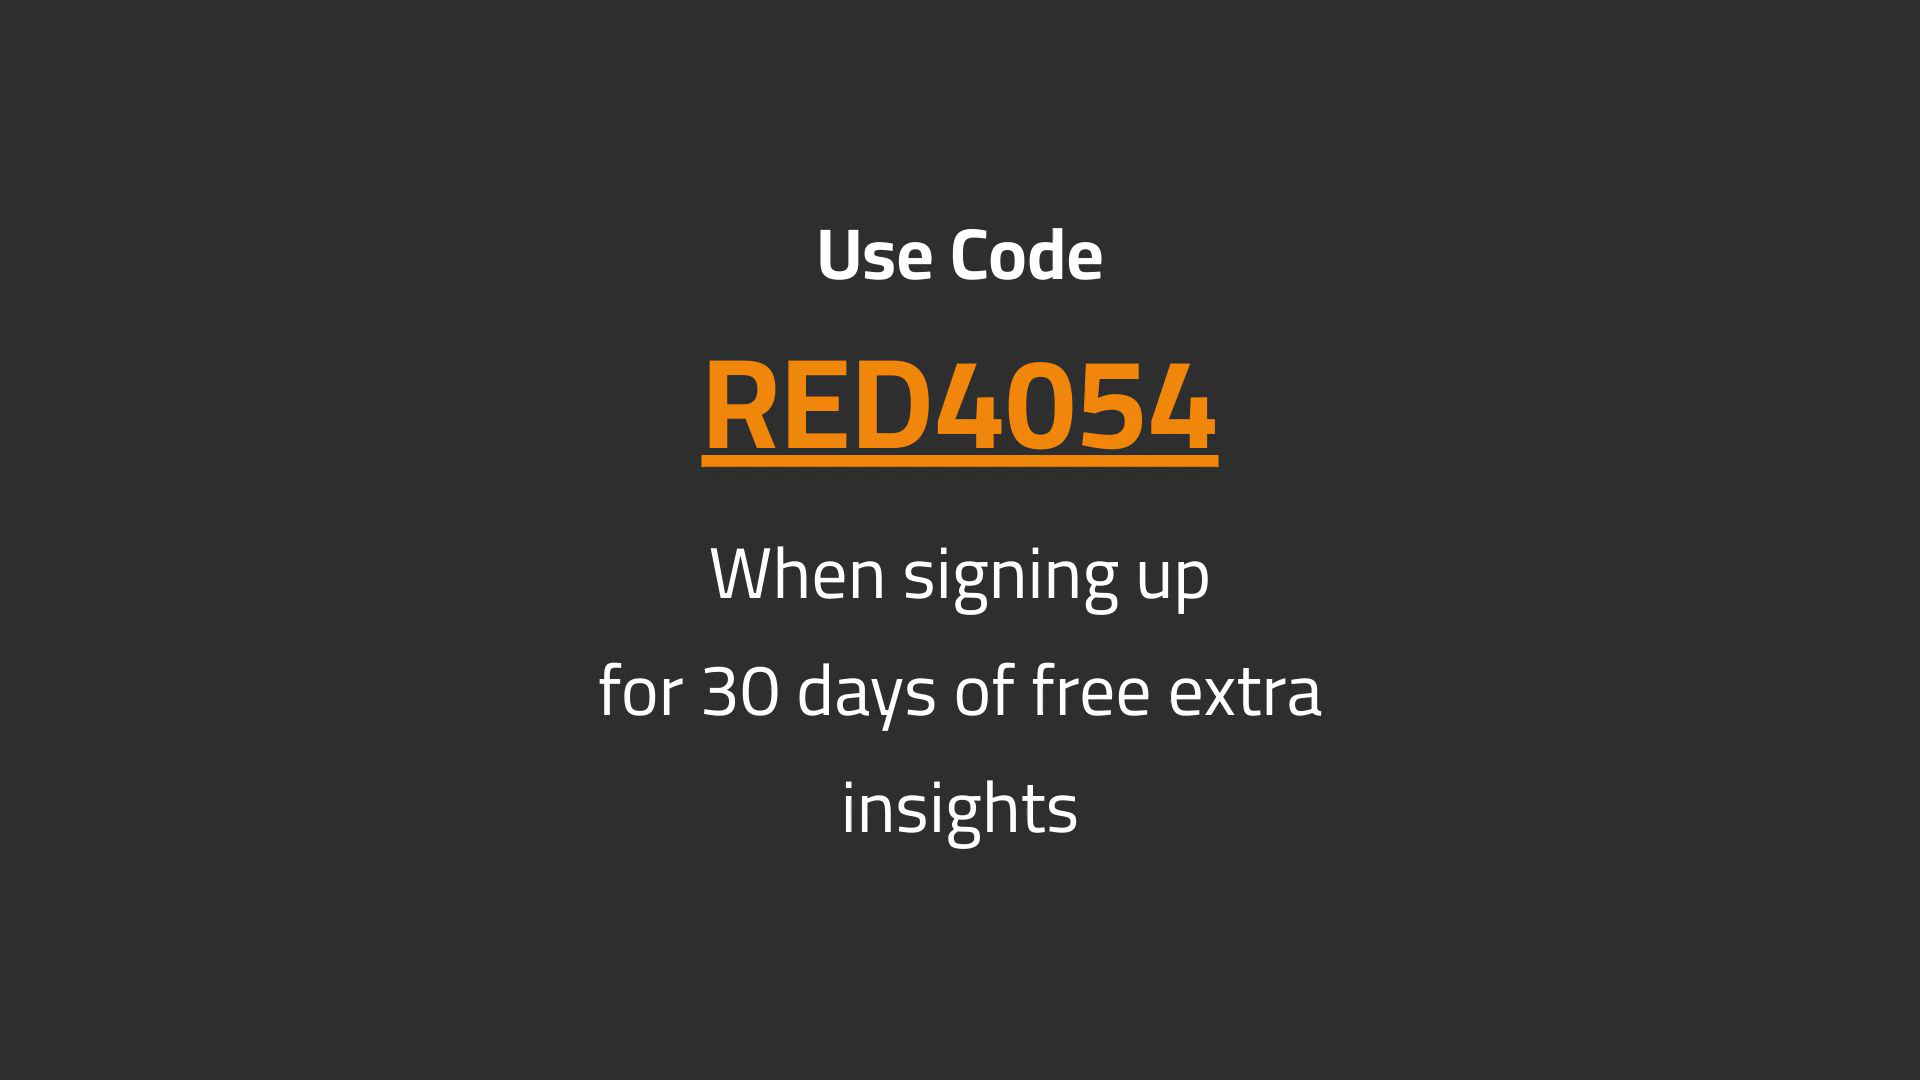 Use Code
RED4054
When signing up
for 30 days of free extra
insights